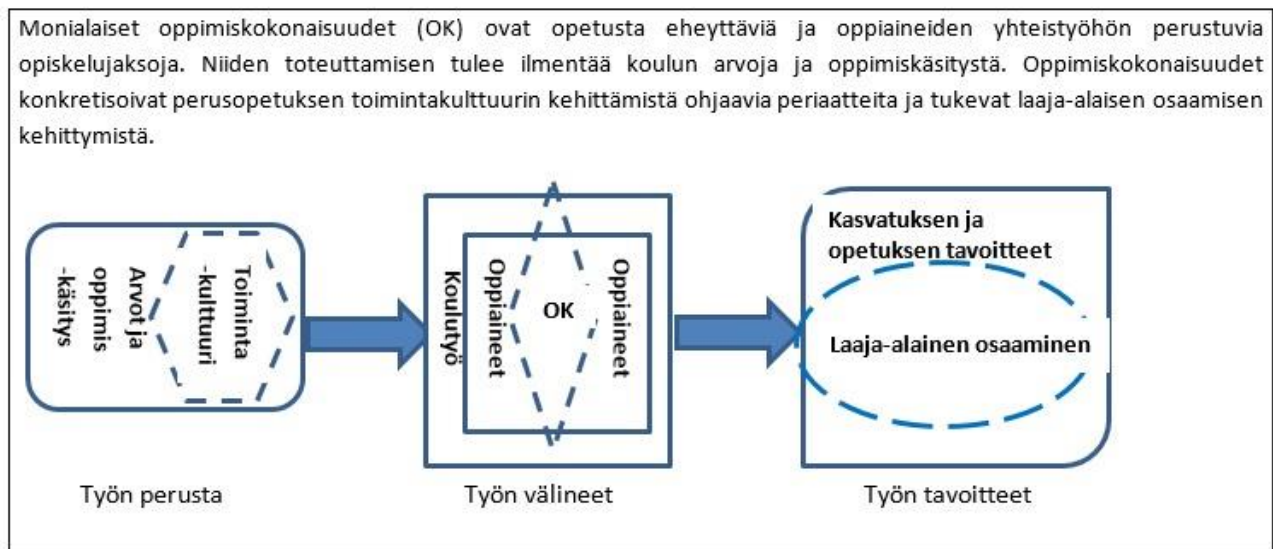 Monialaiset oppimiskokonaisuudet (OK) ovat opetusta eheyttäviä ja oppiaineiden yhteistyöhön perustuvia
opiskelujaksoja. Niiden toteuttamisen tulee ilmentää koulun arvoja ja oppimiskäsitystä. Oppimiskokonaisuudet
konkretisoivat perusopetuksen toimintakulttuurin kehittämistä ohjaavia periaatteita ja tukevat laaja-alaisen osaamisen
kehittymistä.
Arvot ja
oppimis
-käsitys
Toiminta
-kulttuuri
Koulutyö
Oppiaineet
OK
Oppiaineet
Kasvatuksen ja
opetuksen tavoitteet
Laaja-alainen osaaminen
Työn perusta
Työn välineet
Työn tavoitteet